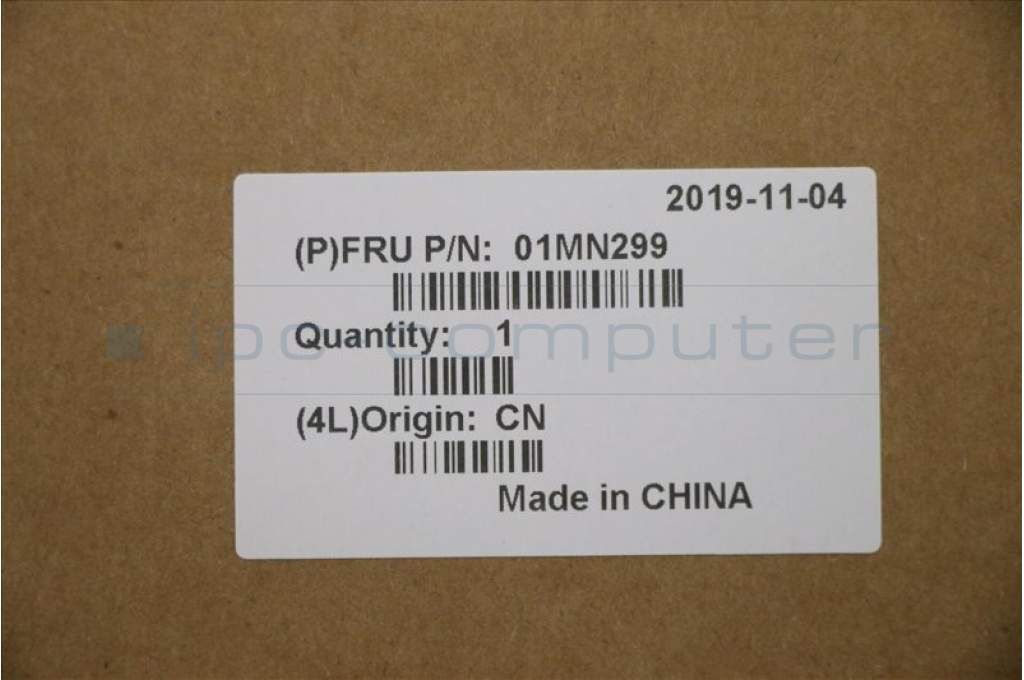 2019-11-04
(P)FRU P/N: 01MN299
Quantity: 1
ipc-computer
(4L)Origin: CN
Made in CHINA